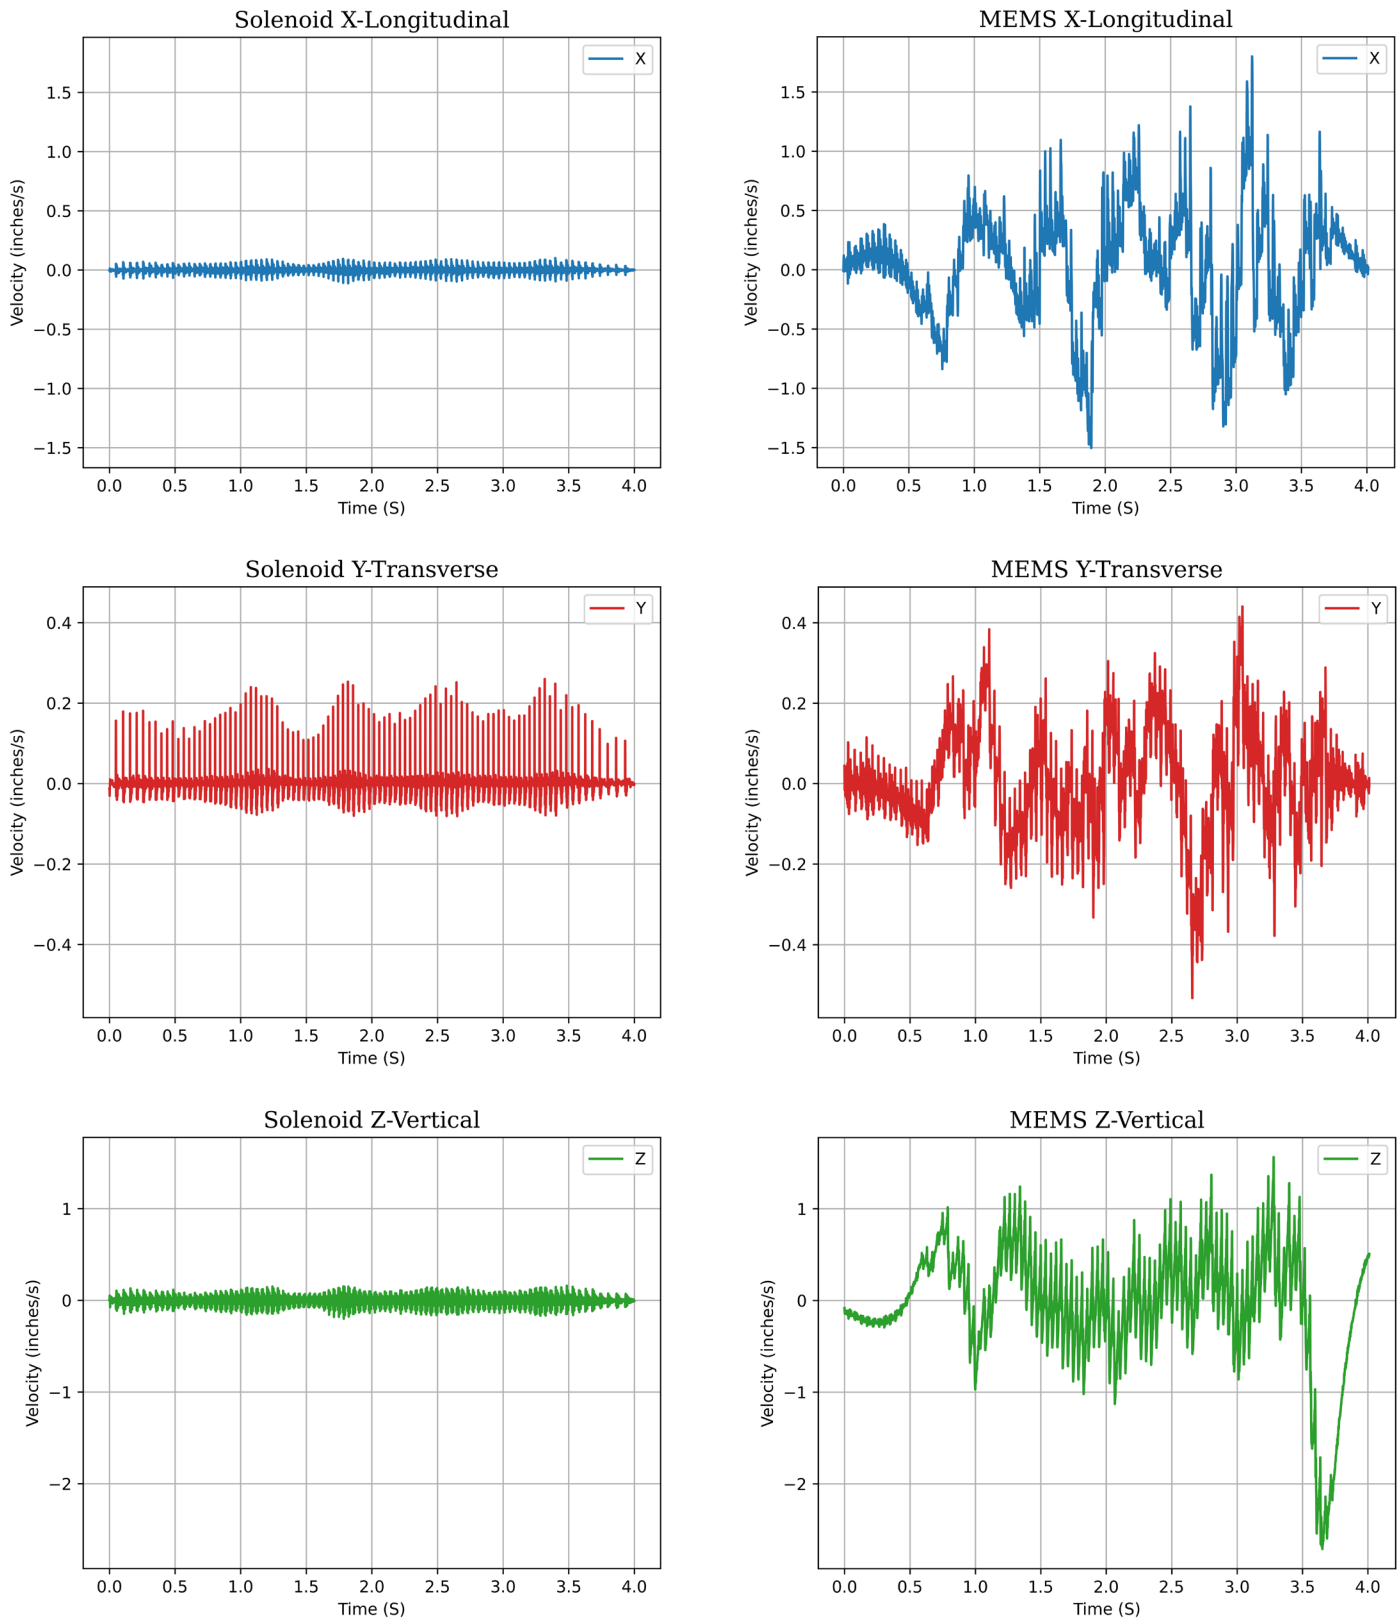 Solenoid X-Longitudinal
X
Velocity (inches/s)
1.5
1.0
0.5
0.0
−0.5
−1.0
−1.5
0.0 0.5 1.0 1.5 2.0 2.5 3.0 3.5 4.0
Time (S)
MEMS X-Longitudinal
X
Velocity (inches/s)
1.5
1.0
0.5
0.0
−0.5
−1.0
−1.5
0.0 0.5 1.0 1.5 2.0 2.5 3.0 3.5 4.0
Time (S)
Solenoid Y-Transverse
Y
Velocity (inches/s)
0.4
0.2
0.0
−0.2
−0.4
0.0 0.5 1.0 1.5 2.0 2.5 3.0 3.5 4.0
Time (S)
MEMS Y-Transverse
Y
Velocity (inches/s)
0.4
0.2
0.0
−0.2
−0.4
0.0 0.5 1.0 1.5 2.0 2.5 3.0 3.5 4.0
Time (S)
Solenoid Z-Vertical
Z
Velocity (inches/s)
1
0
−1
−2
0.0 0.5 1.0 1.5 2.0 2.5 3.0 3.5 4.0
Time (S)
MEMS Z-Vertical
Z
Velocity (inches/s)
1
0
−1
−2
0.0 0.5 1.0 1.5 2.0 2.5 3.0 3.5 4.0
Time (S)